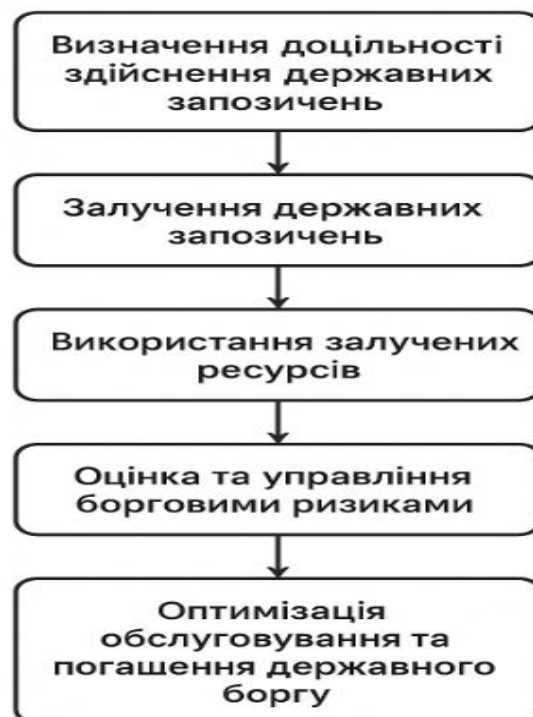 Визначення доцільності
здійснення державних
запозичень
Залучення державних
запозичень
Використання залучених
ресурсів
Оцінка та управління
борговими ризиками
Оптимізація
обслуговування та
погашення державного
боргу